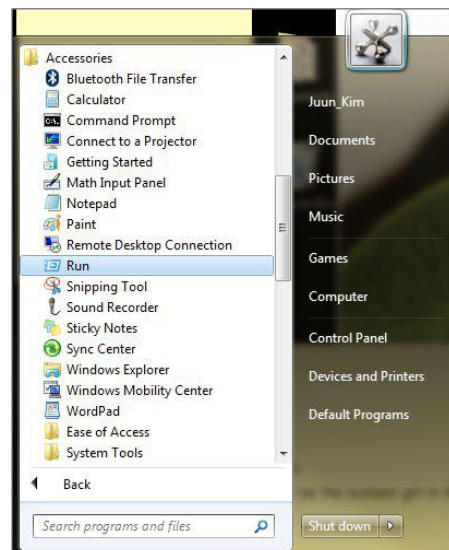 Accessories
Bluetooth File Transfer
Calculator
Command Prompt
Connect to a Projector
Getting Started
Math Input Panel
Notepad
Paint
Remote Desktop Connection
Run
Snipping Tool
Sound Recorder
Sticky Notes
Sync Center
Windows Explorer
Windows Mobility Center
WordPad
Ease of Access
System Tools
Back
Search programs and files
Juun_Kim
Documents
Pictures
Music
Games
Computer
Control Panel
Devices and Printers
Default Programs
Shut down